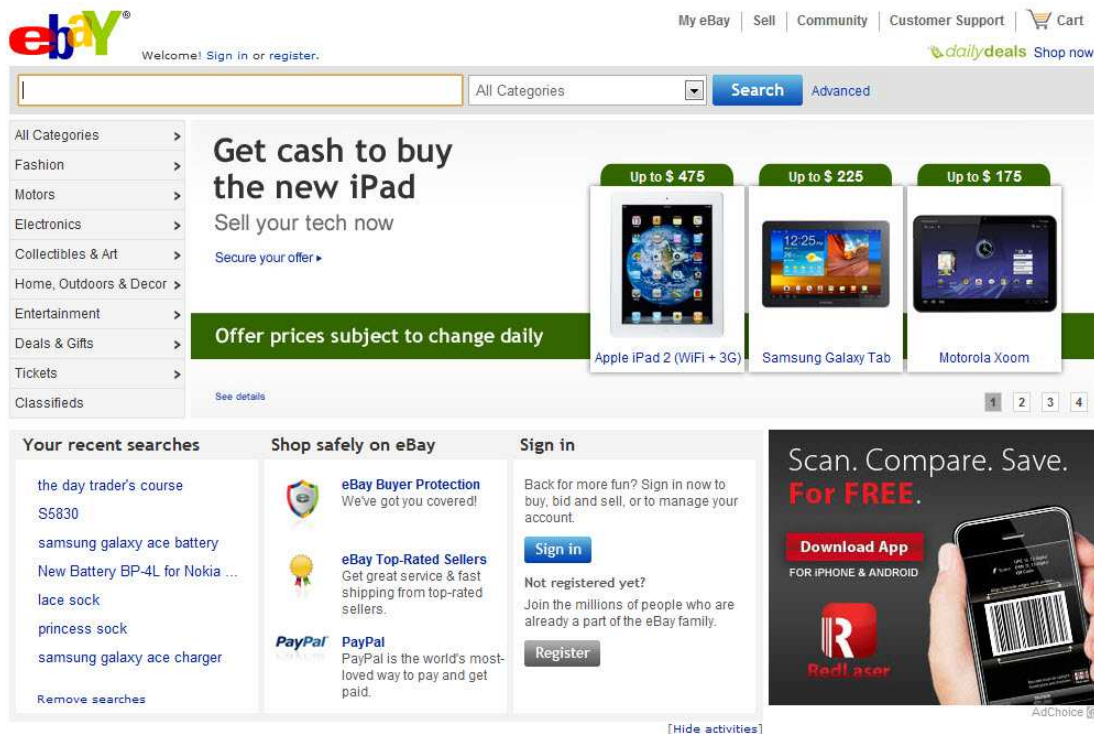 My eBay | Sell | Community | Customer Support | Cart
ebay®
Welcome! Sign in or register.
dailydeals Shop now
All Categories Search Advanced
All Categories
Fashion
Motors
Electronics
Collectibles & Art
Home, Outdoors & Decor
Entertainment
Deals & Gifts
Tickets
Classifieds
Get cash to buy
the new iPad
Sell your tech now
Secure your offer
Up to $ 475
Up to $ 225
Up to $ 175
12:25
Offer prices subject to change daily
Apple iPad 2 (WiFi + 3G)
Samsung Galaxy Tab
Motorola Xoom
See details
1 2 3 4
Your recent searches
the day trader's course
S5830
samsung galaxy ace battery
New Battery BP-4L for Nokia ...
lace sock
princess sock
samsung galaxy ace charger
Remove searches
Shop safely on eBay
eBay Buyer Protection
We've got you covered!
eBay Top-Rated Sellers
Get great service & fast
shipping from top-rated
sellers.
PayPal
PayPal
PayPal is the world's most-
loved way to pay and get
paid.
Sign in
Back for more fun? Sign in now to
buy, bid and sell, or to manage your
account.
Sign in
Not registered yet?
Join the millions of people who are
already a part of the eBay family.
Register
[Hide activities]
Scan. Compare. Save.
For FREE.
Download App
FOR iPHONE & ANDROID
R
RedLaser
AdChoice